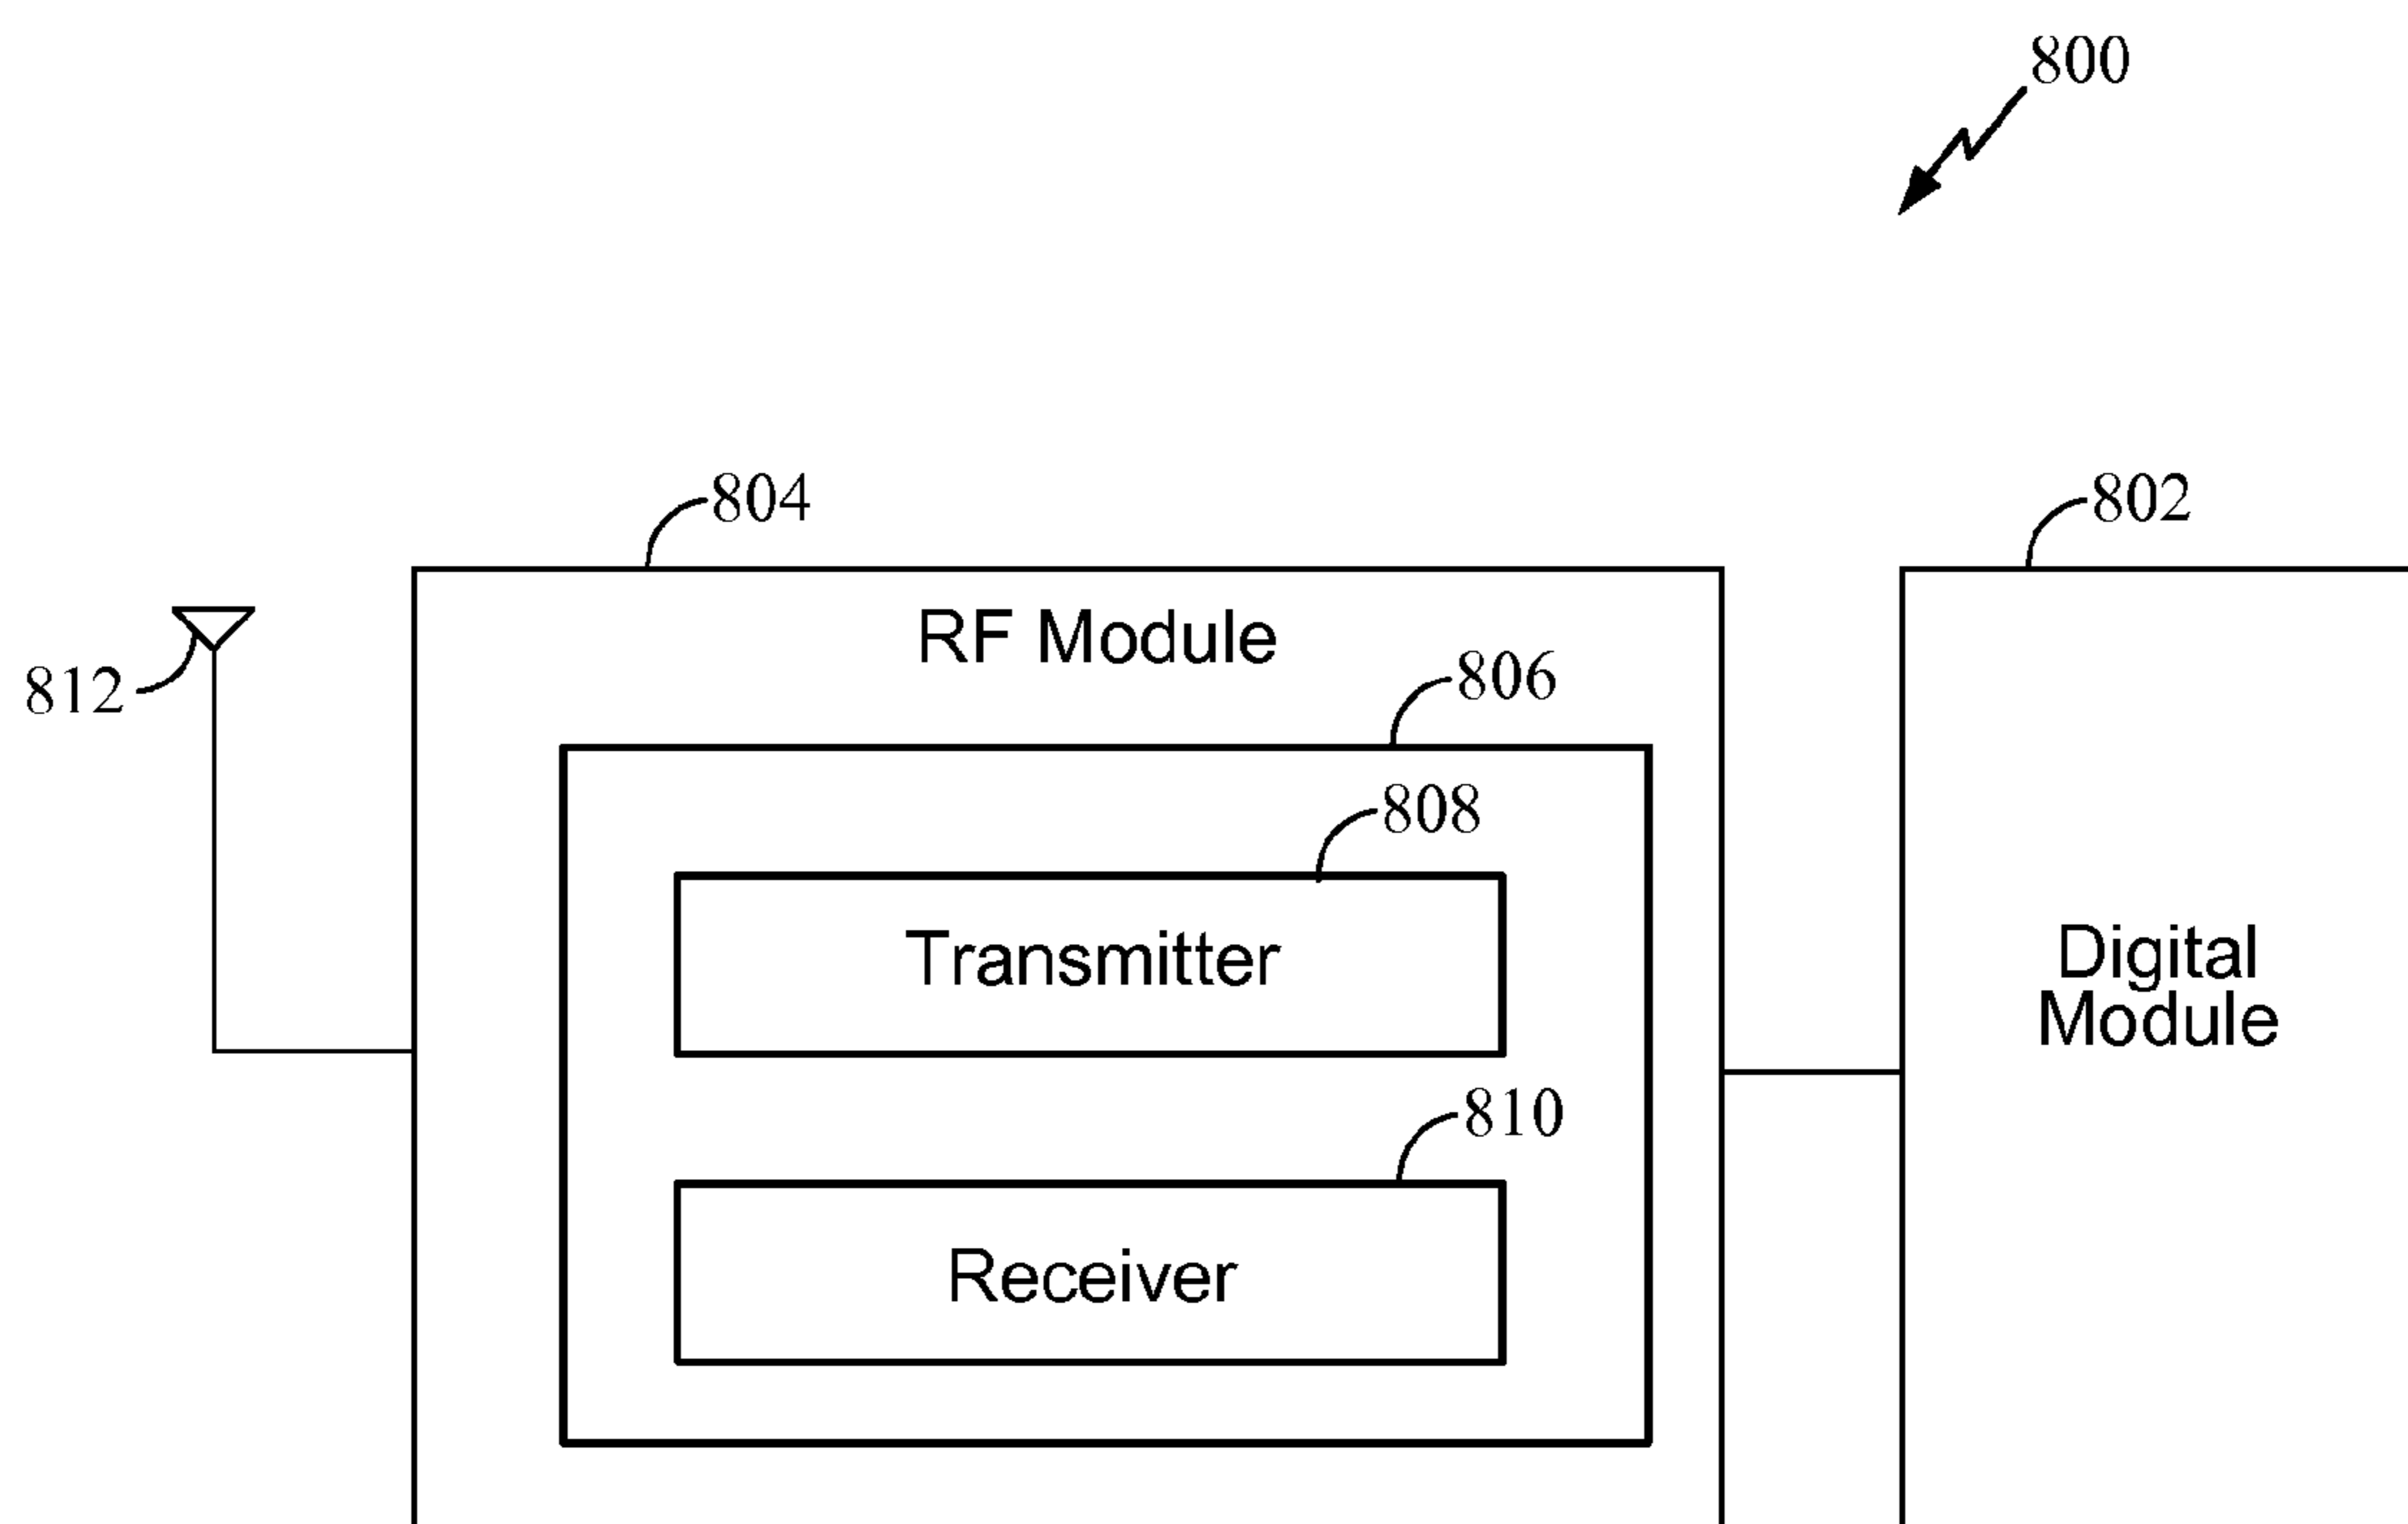 800
804
802
RF Module
812
806
808
Transmitter
Digital
Module
810
Receiver